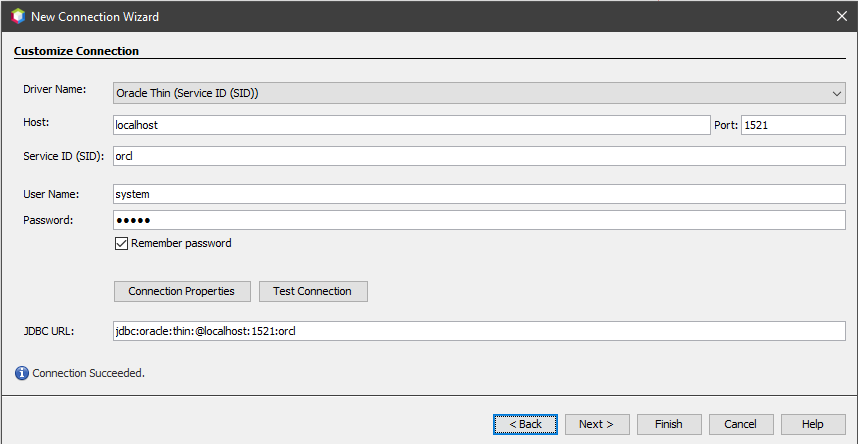 New Connection Wizard
Customize Connection
Driver Name: Oracle Thin (Service ID (SID))
Host: localhost Port: 1521
Service ID (SID): orcl
User Name: system
Password: •••••
Remember password
Connection Properties Test Connection
JDBC URL: jdbc:oracle:thin:@localhost:1521:orcl
Connection Succeeded.
< Back Next > Finish Cancel Help